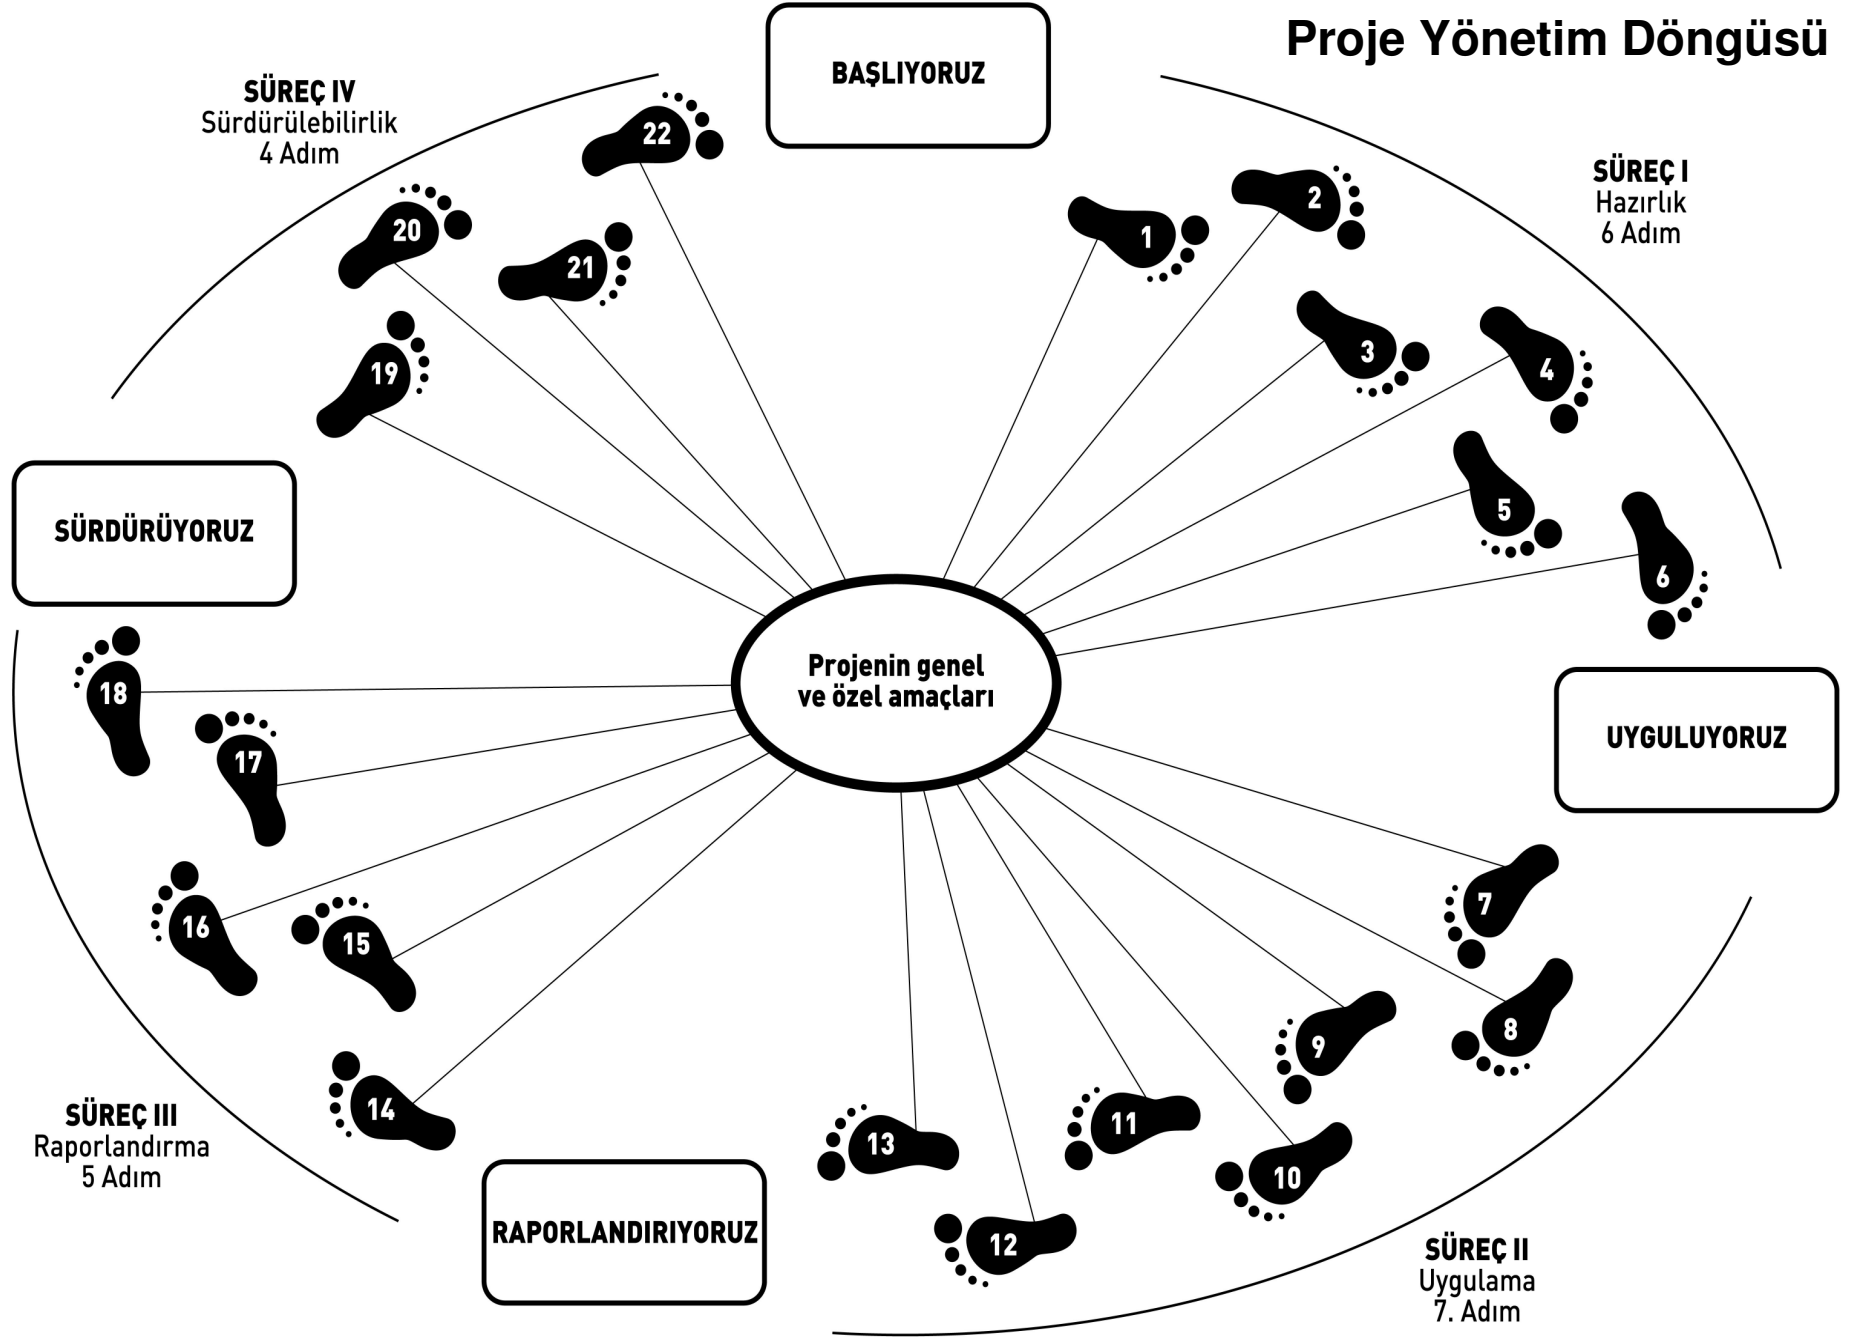 Proje Yönetim Döngüsü
BAŞLIYORUZ
SÜREÇ I
Hazırlık
6 Adım
1
2
3
4
5
6
UYGULUYORUZ
7
8
9
10
11
12
13
SÜREÇ II
Uygulama
7. Adım
RAPORLANDIRIYORUZ
14
15
16
17
18
SÜREÇ III
Raporlandırma
5 Adım
SÜRDÜRÜYORUZ
19
20
21
22
SÜREÇ IV
Sürdürülebilirlik
4 Adım
Projenin genel
ve özel amaçları